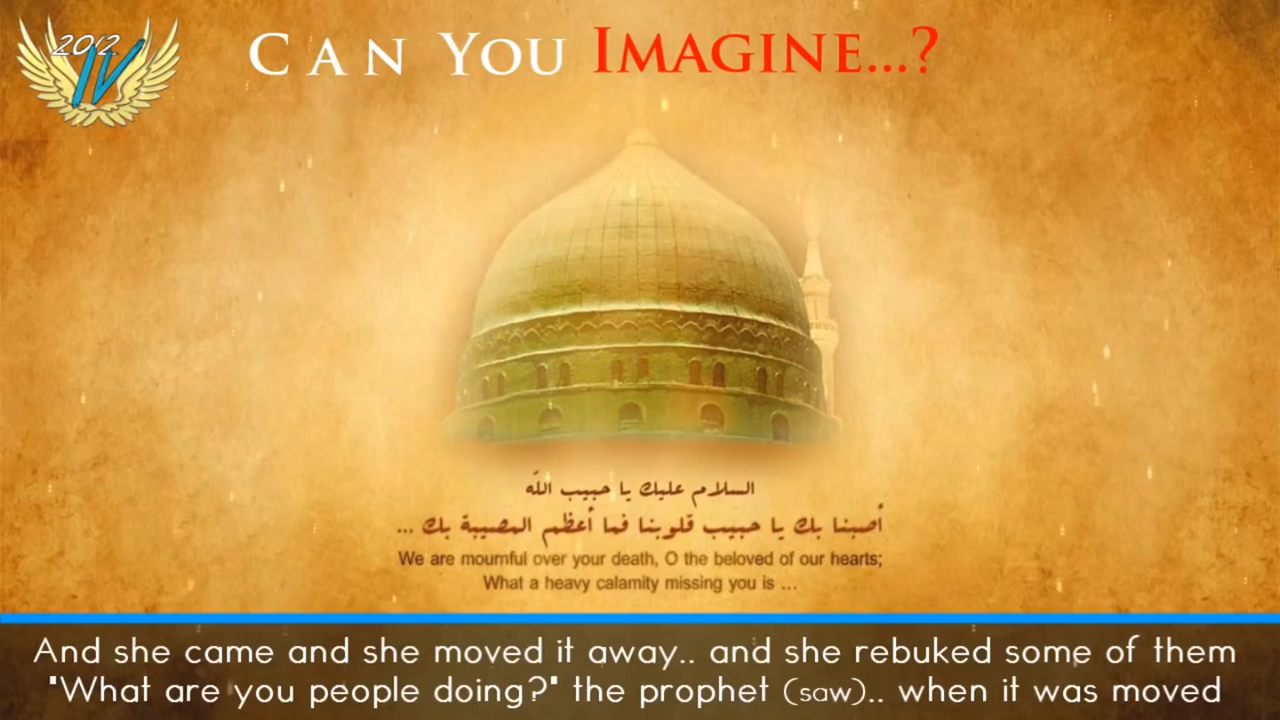 2012
IV
CAN YOU IMAGINE...?
السلام عليك يا حبيب الله
أصبنا بك يا حبيب قلوبنا فما أعظم المصيبة بك ...
We are mournful over your death, O the beloved of our hearts;
What a heavy calamity missing you is ...
And she came and she moved it away.. and she rebuked some of them
"What are you people doing?" the prophet (saw).. when it was moved